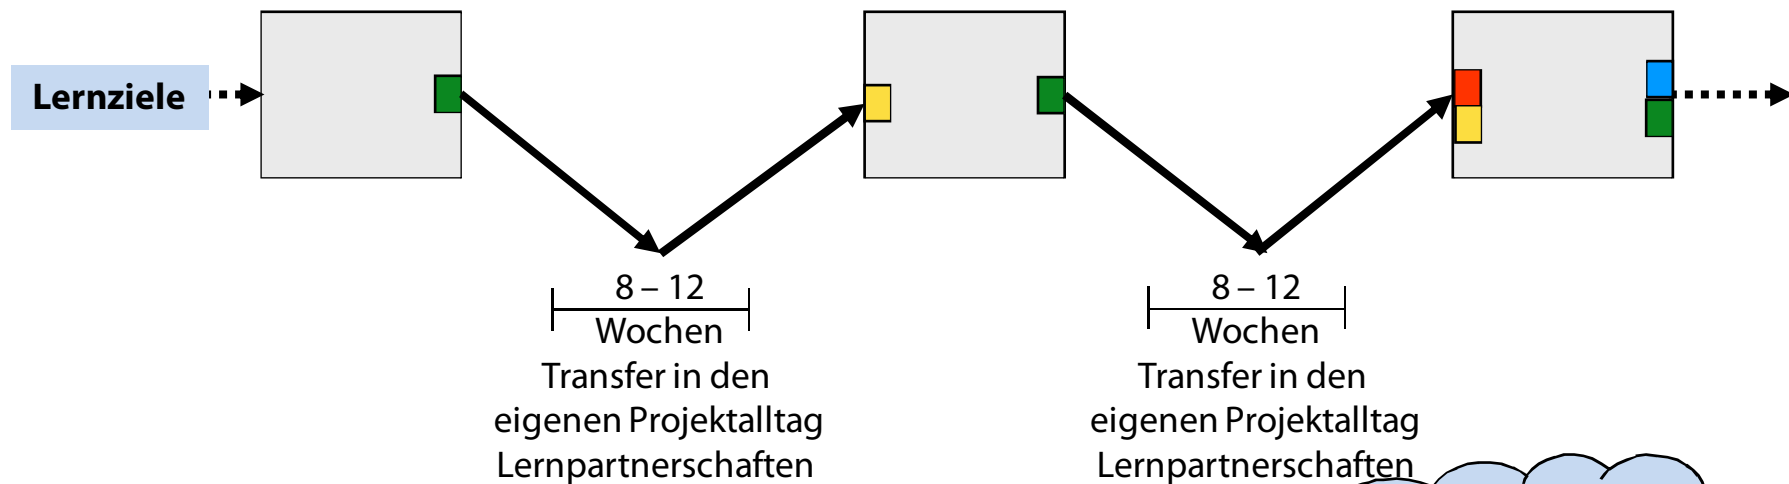 Lernziele
8 – 12
Wochen
Transfer in den
eigenen Projektalltag
Lernpartnerschaften
8 – 12
Wochen
Transfer in den
eigenen Projektalltag
Lernpartnerschaften